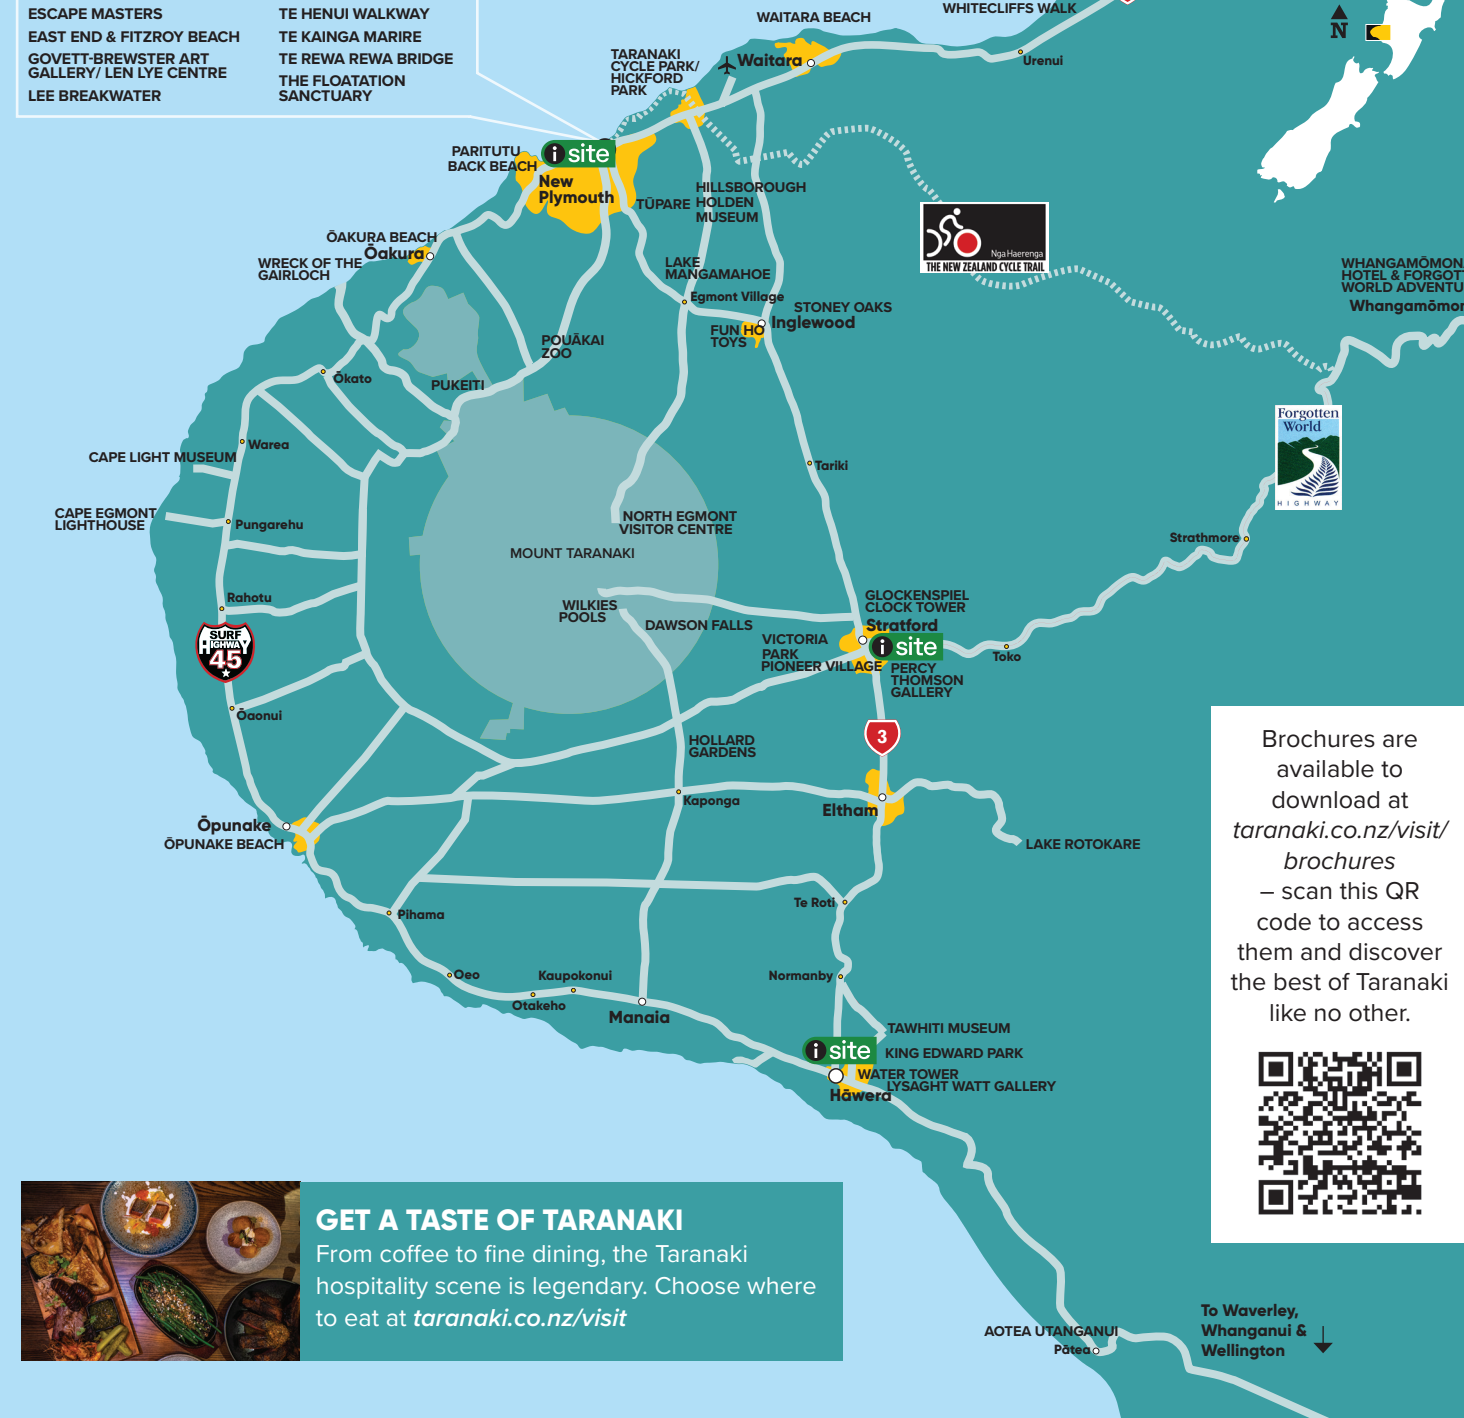 ESCAPE MASTERS
EAST END & FITZROY BEACH
GOVETT-BREWSTER ART
GALLERY/ LEN LYE CENTRE
LEE BREAKWATER
TE HENUI WALKWAY
TE KAINGA MARIRE
TE REWA REWA BRIDGE
THE FLOATATION
SANCTUARY
WHITECLIFFS WALK
WAITARA BEACH
N
TARANAKI
CYCLE PARK/
HICKFORD
PARK
Waitara
Urenui
PARITUTU
BACK BEACH
i site
New
Plymouth
TŪPARE
HILLSBOROUGH
HOLDEN
MUSEUM
Nga Haerenga
THE NEW ZEALAND CYCLE TRAIL
ŌAKURA BEACH
Ōakura
WRECK OF THE
GAIRLOCH
LAKE
MANGAMAHOE
Egmont Village
STONEY OAKS
Inglewood
FUN HO
TOYS
WHANGAMŌMON
HOTEL & FORGOTT
WORLD ADVENTU
Whangamōmon
POUĀKAI
ZOO
Ōkato
PUKEITI
Forgotten
World
HIGHWAY
Warea
CAPE LIGHT MUSEUM
Tariki
CAPE EGMONT
LIGHTHOUSE
Pungarehu
NORTH EGMONT
VISITOR CENTRE
MOUNT TARANAKI
Strathmore
Rahotu
WILKIES
POOLS
DAWSON FALLS
GLOCKENSPIEL
CLOCK TOWER
Stratford
i site
VICTORIA
PARK
PIONEER VILLAGE
PERCY
THOMSON
GALLERY
Toko
SURF
HIGHWAY
45
Ōaonui
3
HOLLARD
GARDENS
Kaponga
Eltham
Ōpunake
ŌPUNAKE BEACH
LAKE ROTOKARE
Te Roti
Pihama
Oeo
Kaupokonui
Otakeho
Manaia
Normanby
TAWHITI MUSEUM
i site
KING EDWARD PARK
WATER TOWER
LYSAGHT WATT GALLERY
Hāwera
Brochures are
available to
download at
taranaki.co.nz/visit/
brochures
– scan this QR
code to access
them and discover
the best of Taranaki
like no other.
GET A TASTE OF TARANAKI
From coffee to fine dining, the Taranaki
hospitality scene is legendary. Choose where
to eat at taranaki.co.nz/visit
AOTEA UTANGANUI
Pātea
To Waverley,
Whanganui &
Wellington